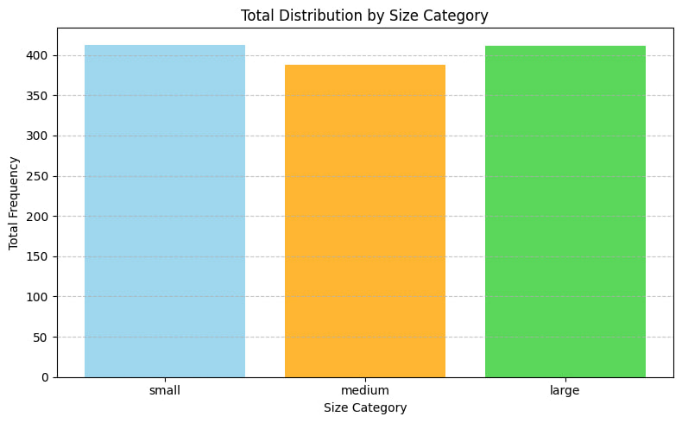 Total Distribution by Size Category
Total Frequency
400
350
300
250
200
150
100
50
0
small medium large
Size Category